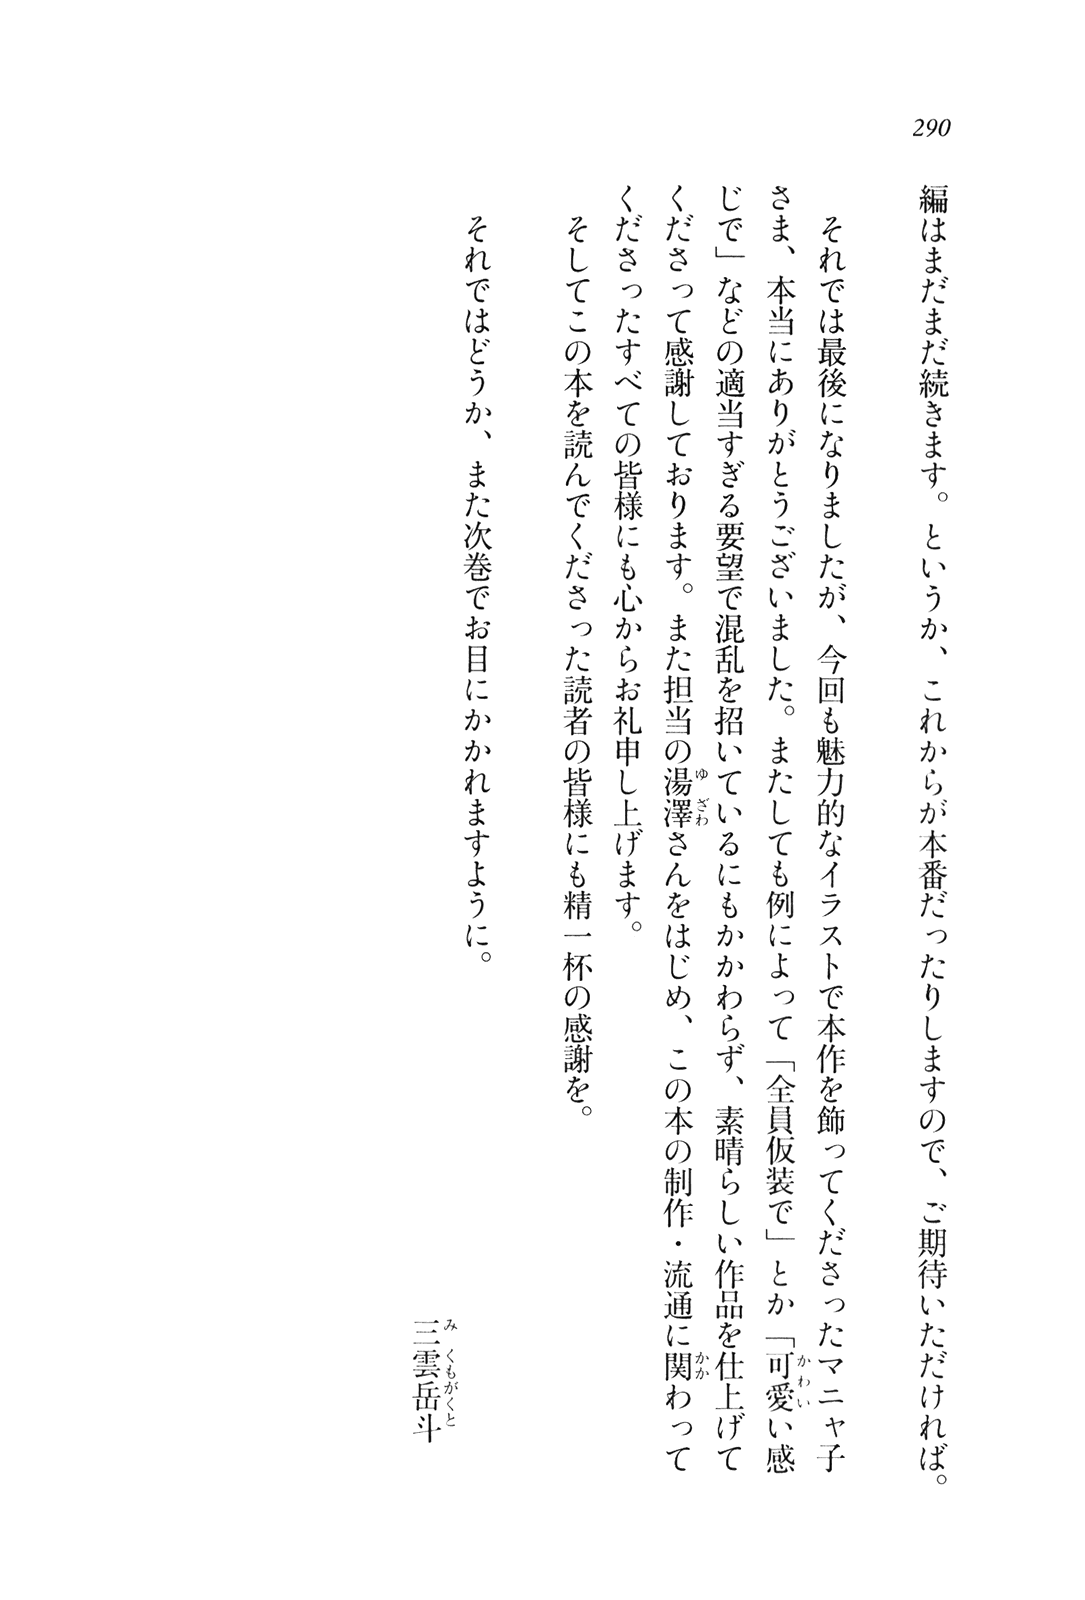 290
編はまだまだ続きます。というか、これからが本番だったりしますので、ご期待いただければ。
それでは最後になりましたが、今回も魅力的なイラストで本作を飾ってくださったマニャ子
さま、本当にありがとうございました。またしても例によって「全員仮装で」とか「可愛い感
じで」などの適当すぎる要望で混乱を招いているにもかかわらず、素晴らしい作品を仕上げて
くださって感謝しております。また担当の湯澤さんをはじめ、この本の制作・流通に関わって
くださったすべての皆様にも心からお礼申し上げます。
そしてこの本を読んでくださった読者の皆様にも精一杯の感謝を。
それではどうか、また次巻でお目にかかれますように。
三雲岳斗